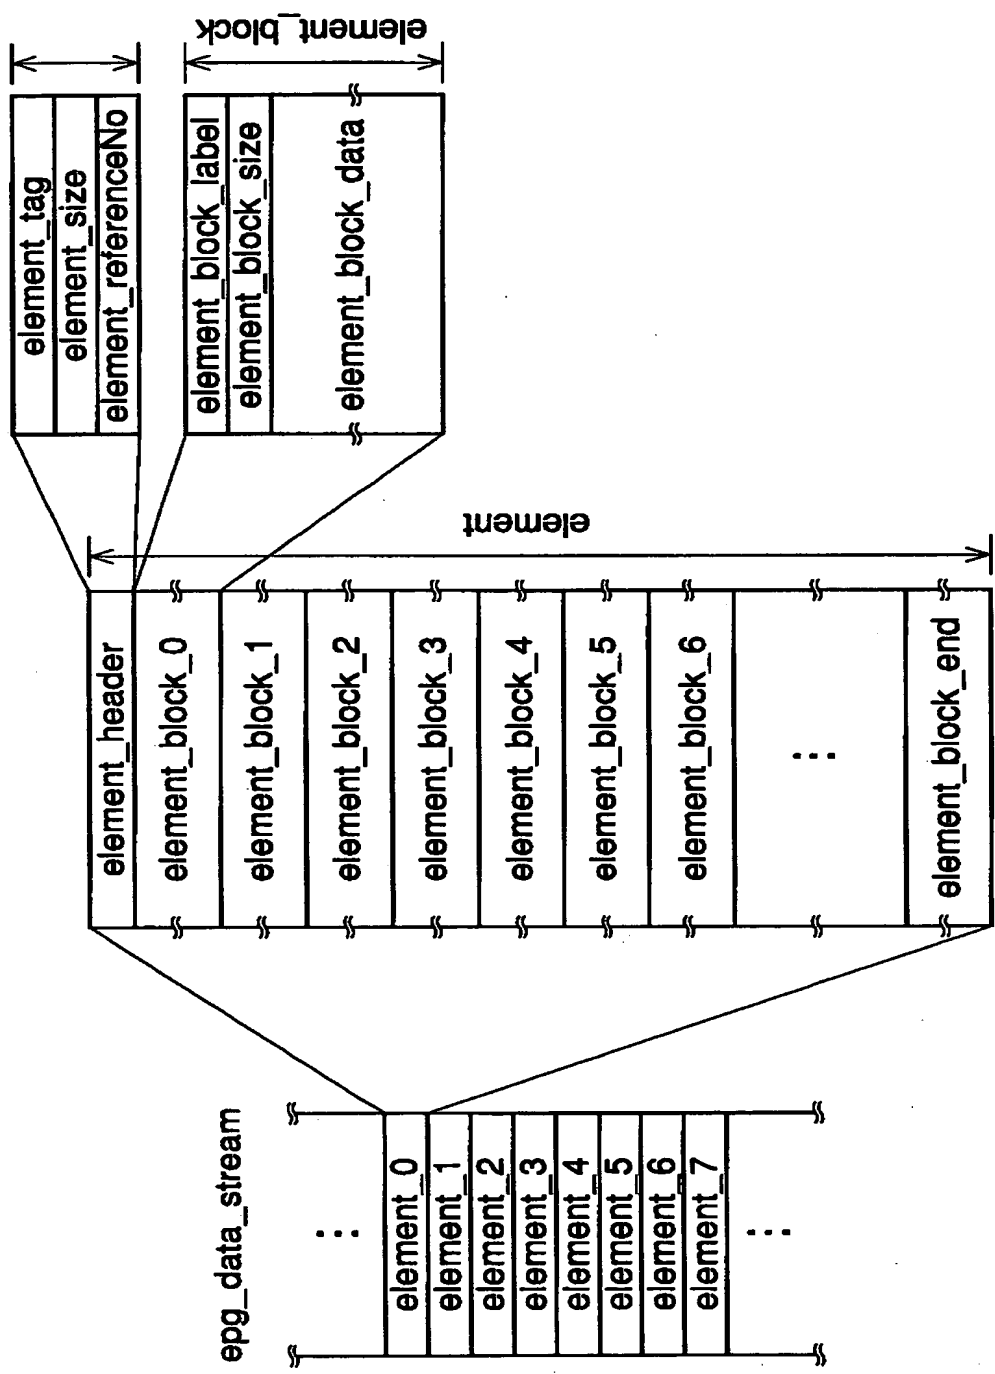 epg_data_stream
...
element_0
element_1
element_2
element_3
element_4
element_5
element_6
element_7
...
element_header
element_block_0
element_block_1
element_block_2
element_block_3
element_block_4
element_block_5
element_block_6
...
element_block_end
element
element_tag
element_size
element_referenceNo
element_block_label
element_block_size
element_block_data
element_block